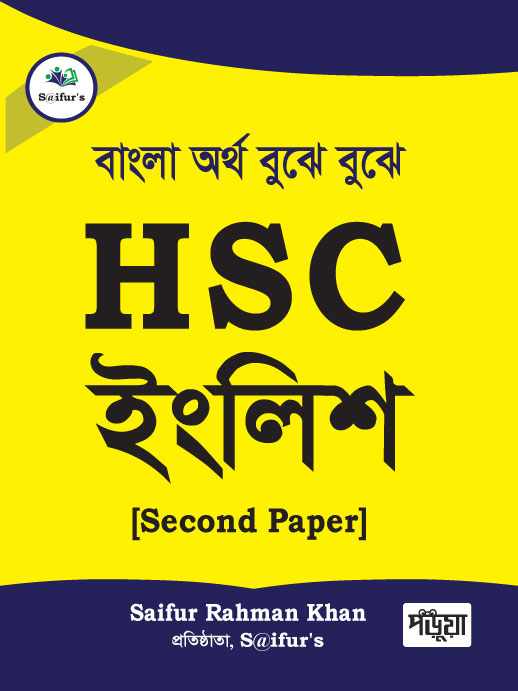 S@ifur's
বাংলা অর্থ বুঝে বুঝে
HSC
ইংলিশ
[Second Paper]
Saifur Rahman Khan
প্রতিষ্ঠাতা, S@ifur's
পড়ুয়া